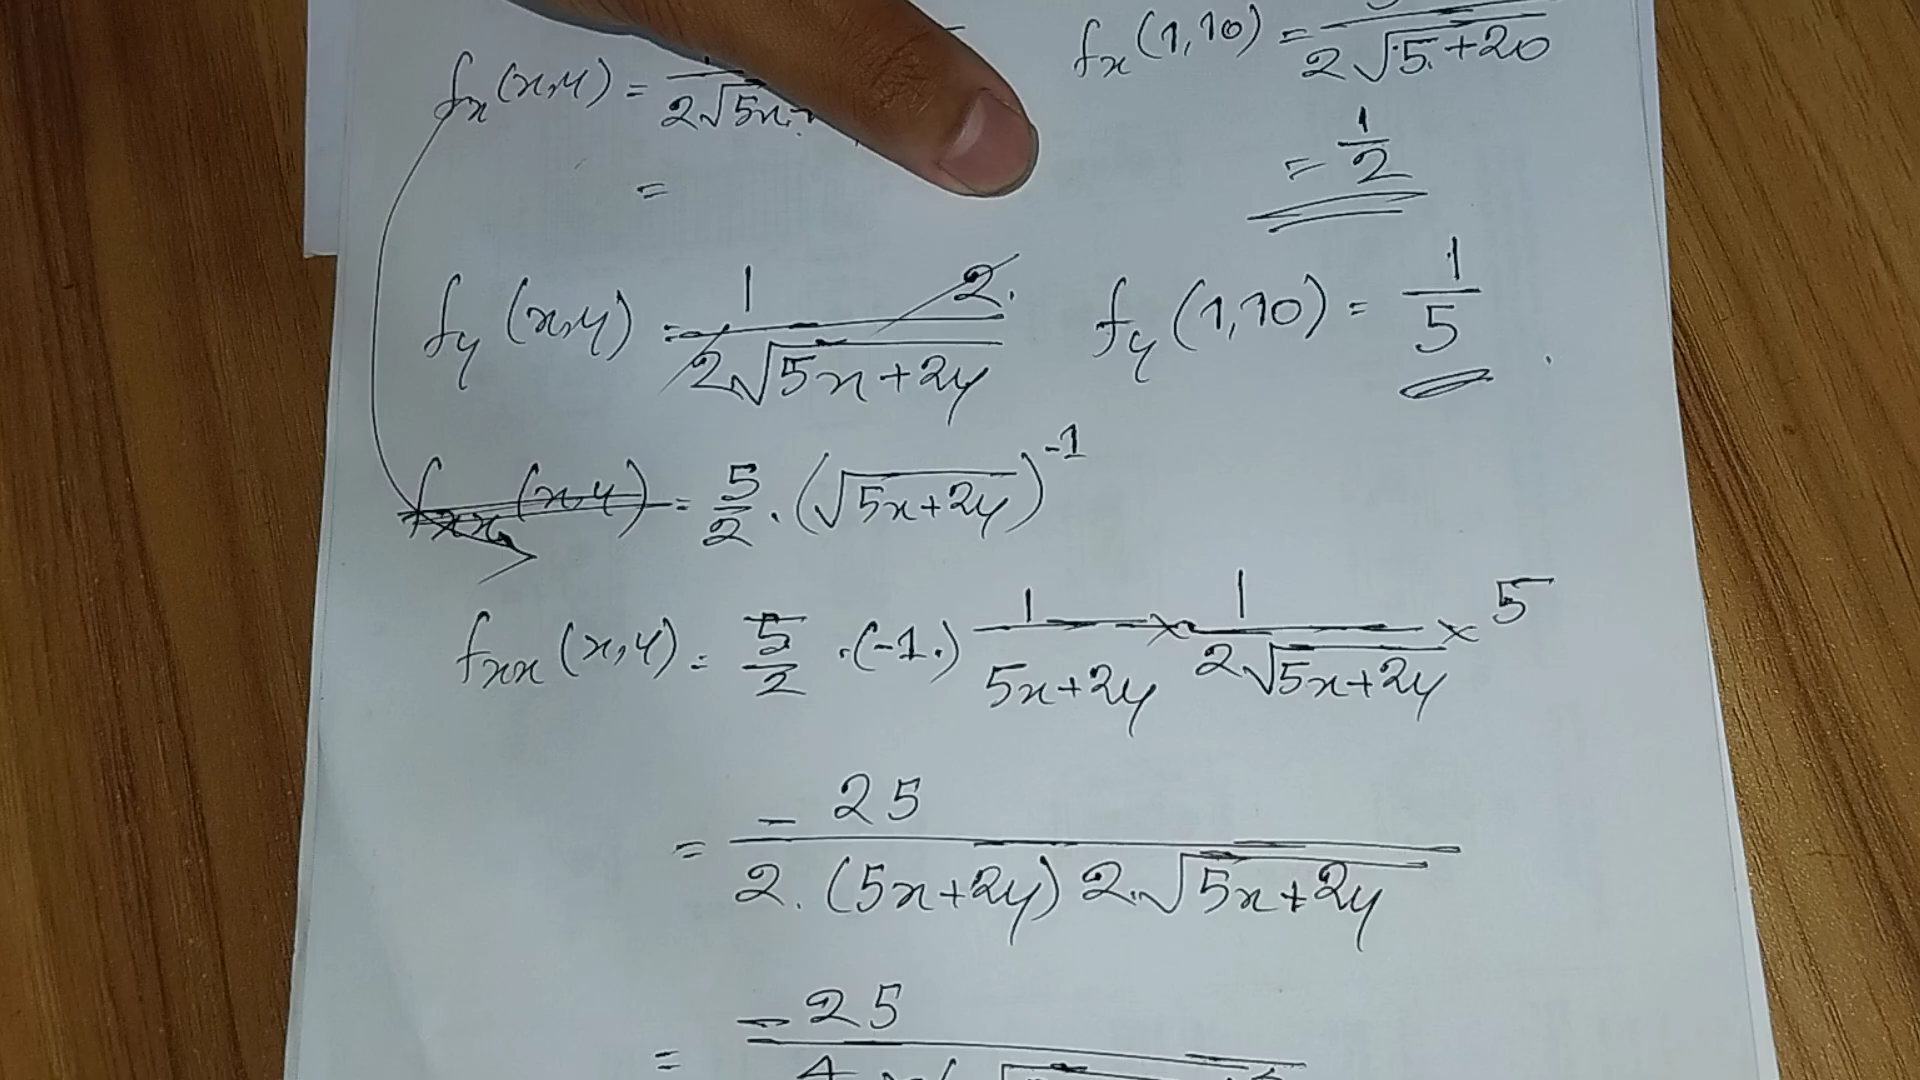 fx(x,y) = 1/2√5x+
fx(1,10) = /2√5+20
=
= 1/2
fy(x,y) = 1 2./2√5x+2y
fy(1,10) = 1/5
fxx(x,y) = 5/2 . (√5x+2y)^-1
fxx(x,y) = 5/2 .(-1.) 1/5x+2y × 1/2√5x+2y × 5
= -25/2.(5x+2y) 2.√5x+2y
= -25/4